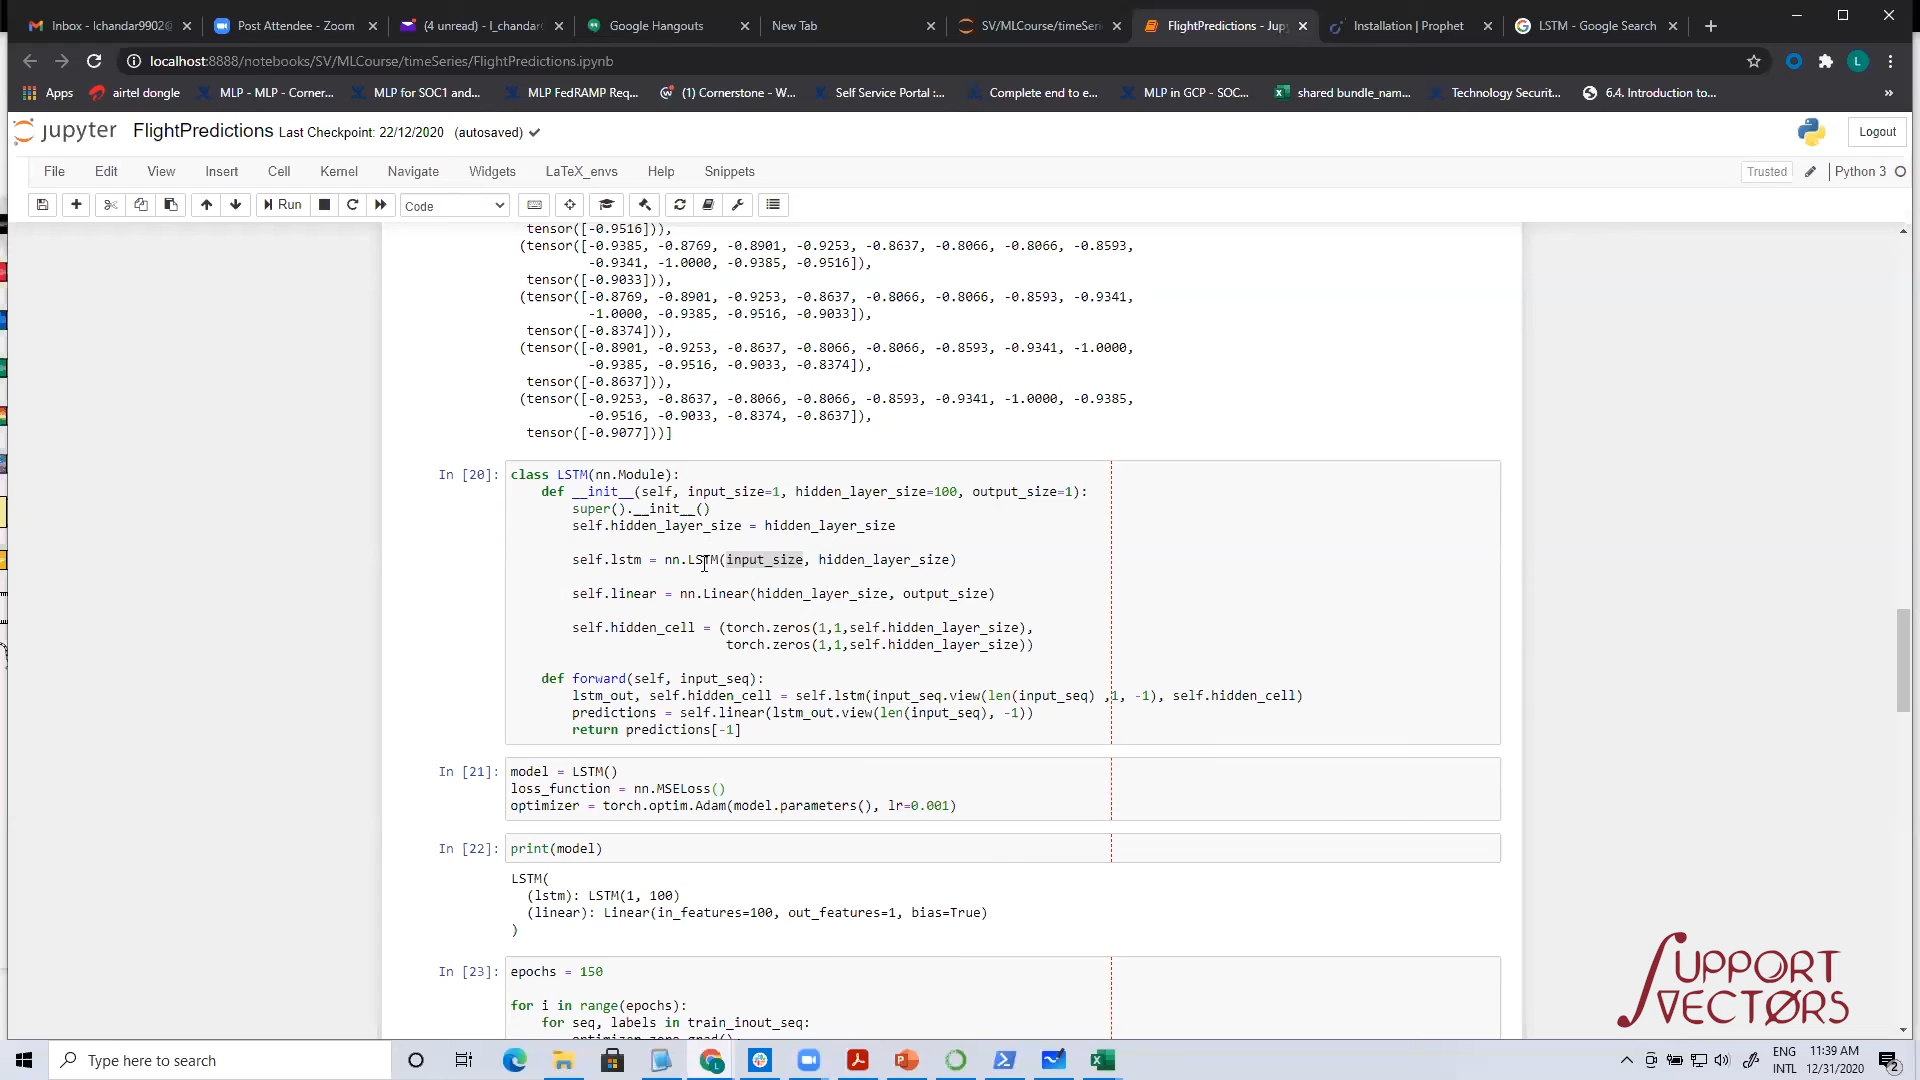 Inbox - lchandar9902@
Post Attendee - Zoom
(4 unread) - l_chandar
Google Hangouts
New Tab
SV/MLCourse/timeSeri
FlightPredictions - Jup
Installation | Prophet
LSTM - Google Search
localhost:8888/notebooks/SV/MLCourse/timeSeries/FlightPredictions.ipynb
L
Apps
airtel dongle
MLP - MLP - Corner...
MLP for SOC1 and...
MLP FedRAMP Req...
(1) Cornerstone - W...
Self Service Portal :...
Complete end to e...
MLP in GCP - SOC...
shared bundle_nam...
Technology Securit...
6.4. Introduction to...
»
jupyter FlightPredictions Last Checkpoint: 22/12/2020 (autosaved)
Logout
File Edit View Insert Cell Kernel Navigate Widgets LaTeX_envs Help Snippets
Trusted
Python 3
Run
Code
tensor([-0.9516])),
(tensor([-0.9385, -0.8769, -0.8901, -0.9253, -0.8637, -0.8066, -0.8066, -0.8593,
-0.9341, -1.0000, -0.9385, -0.9516]),
tensor([-0.9033])),
(tensor([-0.8769, -0.8901, -0.9253, -0.8637, -0.8066, -0.8066, -0.8593, -0.9341,
-1.0000, -0.9385, -0.9516, -0.9033]),
tensor([-0.8374])),
(tensor([-0.8901, -0.9253, -0.8637, -0.8066, -0.8066, -0.8593, -0.9341, -1.0000,
-0.9385, -0.9516, -0.9033, -0.8374]),
tensor([-0.8637])),
(tensor([-0.9253, -0.8637, -0.8066, -0.8066, -0.8593, -0.9341, -1.0000, -0.9385,
-0.9516, -0.9033, -0.8374, -0.8637]),
tensor([-0.9077]))]
In [20]:
class LSTM(nn.Module):
def __init__(self, input_size=1, hidden_layer_size=100, output_size=1):
super().__init__()
self.hidden_layer_size = hidden_layer_size
self.lstm = nn.LSTM(input_size, hidden_layer_size)
self.linear = nn.Linear(hidden_layer_size, output_size)
self.hidden_cell = (torch.zeros(1,1,self.hidden_layer_size),
torch.zeros(1,1,self.hidden_layer_size))
def forward(self, input_seq):
lstm_out, self.hidden_cell = self.lstm(input_seq.view(len(input_seq) ,1, -1), self.hidden_cell)
predictions = self.linear(lstm_out.view(len(input_seq), -1))
return predictions[-1]
In [21]:
model = LSTM()
loss_function = nn.MSELoss()
optimizer = torch.optim.Adam(model.parameters(), lr=0.001)
In [22]:
print(model)
LSTM(
(lstm): LSTM(1, 100)
(linear): Linear(in_features=100, out_features=1, bias=True)
)
In [23]:
epochs = 150
for i in range(epochs):
for seq, labels in train_inout_seq:
optimizer.zero_grad()
SUPPORT
VECTORS
Type here to search
ENG
INTL
11:39 AM
12/31/2020
2